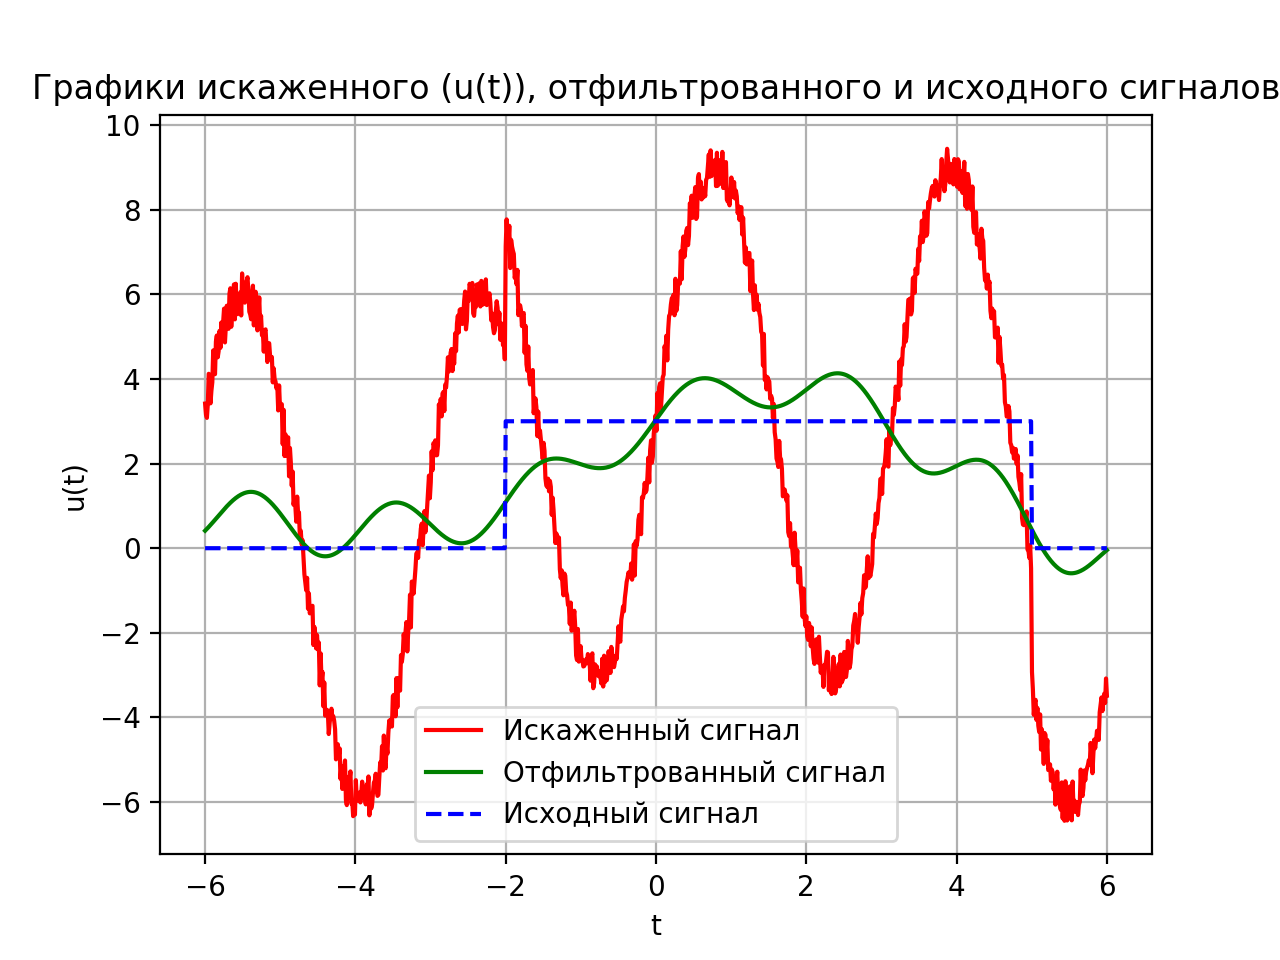 Графики искаженного (u(t)), отфильтрованного и исходного сигналов
10
8
6
4
2
0
−2
−4
−6
u(t)
Искаженный сигнал
Отфильтрованный сигнал
Исходный сигнал
−6 −4 −2 0 2 4 6
t